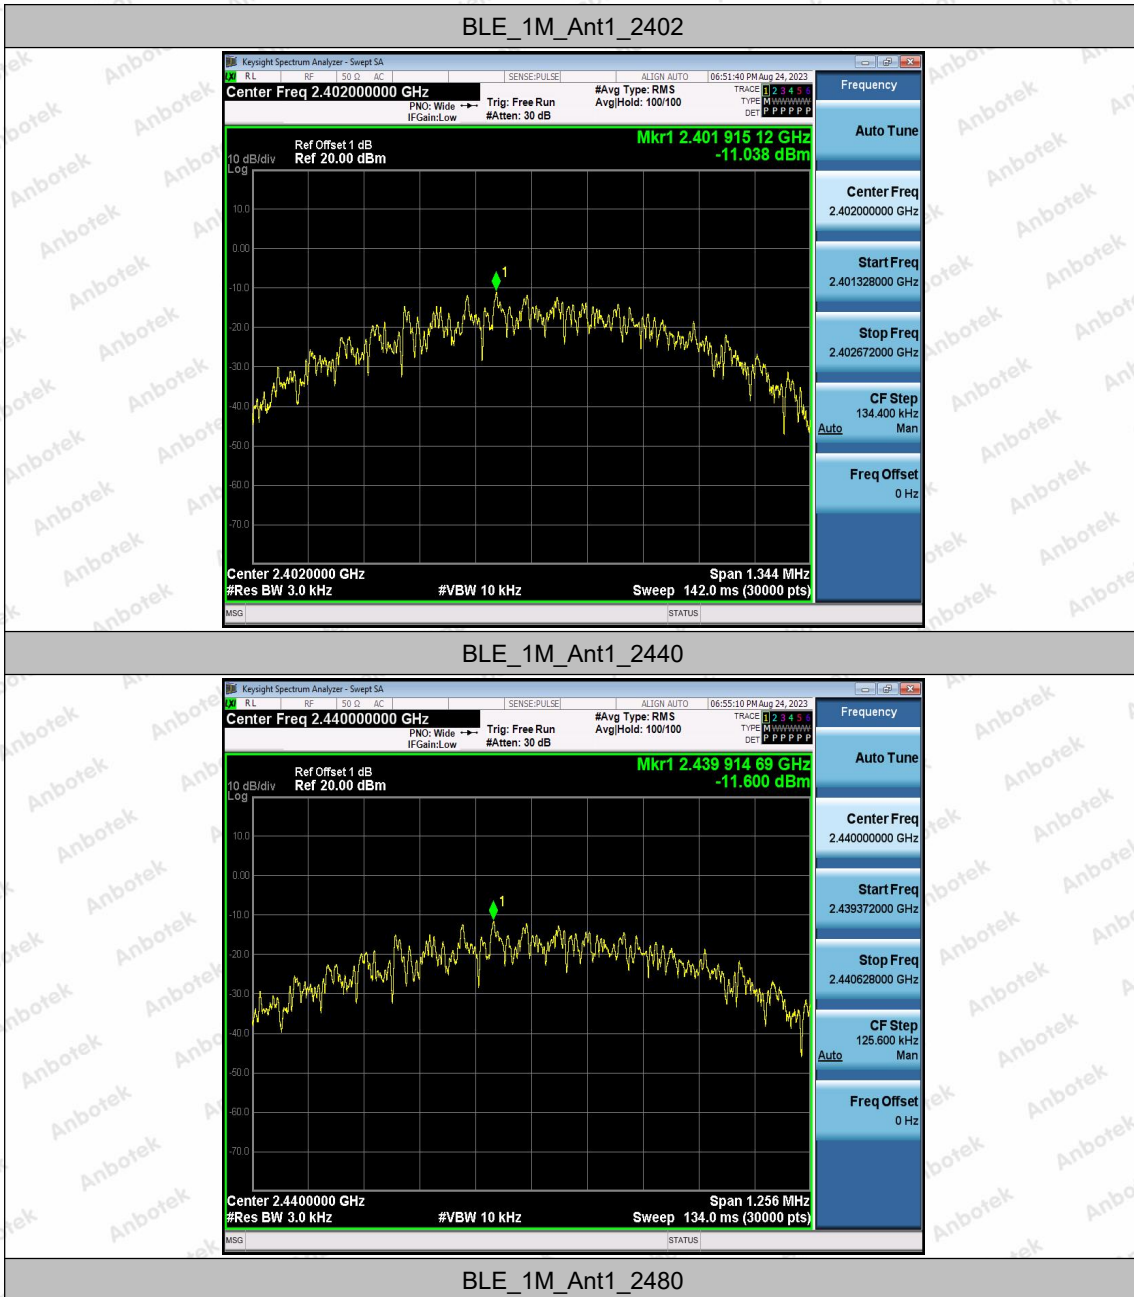 BLE_1M_Ant1_2402
Keysight Spectrum Analyzer - Swept SA
LXI RL RF 50 Ω AC SENSE:PULSE ALIGN AUTO 06:51:40 PM Aug 24, 2023
Center Freq 2.402000000 GHz
PNO: Wide
IFGain:Low
Trig: Free Run
#Atten: 30 dB
#Avg Type: RMS
Avg|Hold: 100/100
TRACE 1 2 3 4 5 6
TYPE M W W W W W
DET P P P P P P
Frequency
Auto Tune
Center Freq
2.402000000 GHz
Start Freq
2.401328000 GHz
Stop Freq
2.402672000 GHz
CF Step
134.400 kHz
Auto Man
Freq Offset
0 Hz
Mkr1 2.401 915 12 GHz
-11.038 dBm
Ref Offset 1 dB
10 dB/div Ref 20.00 dBm
Log
10.0
0.00
-10.0
-20.0
-30.0
-40.0
-50.0
-60.0
-70.0
1
Center 2.4020000 GHz Span 1.344 MHz
#Res BW 3.0 kHz #VBW 10 kHz Sweep 142.0 ms (30000 pts)
MSG STATUS
BLE_1M_Ant1_2440
Keysight Spectrum Analyzer - Swept SA
LXI RL RF 50 Ω AC SENSE:PULSE ALIGN AUTO 06:55:10 PM Aug 24, 2023
Center Freq 2.440000000 GHz
PNO: Wide
IFGain:Low
Trig: Free Run
#Atten: 30 dB
#Avg Type: RMS
Avg|Hold: 100/100
TRACE 1 2 3 4 5 6
TYPE M W W W W W
DET P P P P P P
Frequency
Auto Tune
Center Freq
2.440000000 GHz
Start Freq
2.439372000 GHz
Stop Freq
2.440628000 GHz
CF Step
125.600 kHz
Auto Man
Freq Offset
0 Hz
Mkr1 2.439 914 69 GHz
-11.600 dBm
Ref Offset 1 dB
10 dB/div Ref 20.00 dBm
Log
10.0
0.00
-10.0
-20.0
-30.0
-40.0
-50.0
-60.0
-70.0
1
Center 2.4400000 GHz Span 1.256 MHz
#Res BW 3.0 kHz #VBW 10 kHz Sweep 134.0 ms (30000 pts)
MSG STATUS
BLE_1M_Ant1_2480
Anbotek